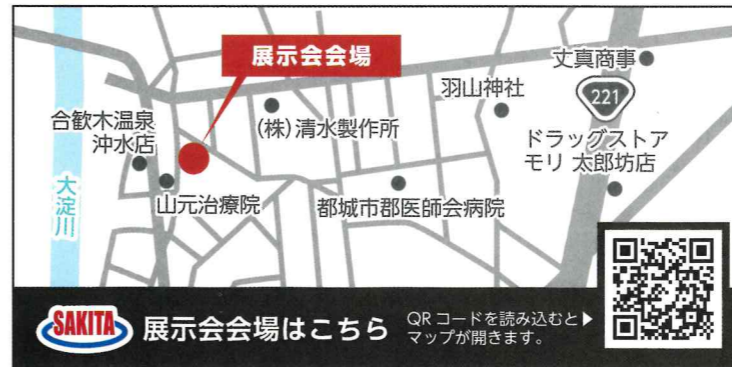 展示会会場
丈真商事
221
羽山神社
(株)清水製作所
合歓木温泉
沖水店
ドラッグストア
モリ 太郎坊店
山元治療院
都城市郡医師会病院
大淀川
SAKITA
展示会会場はこちら
QRコードを読み込むと▶
マップが開きます。